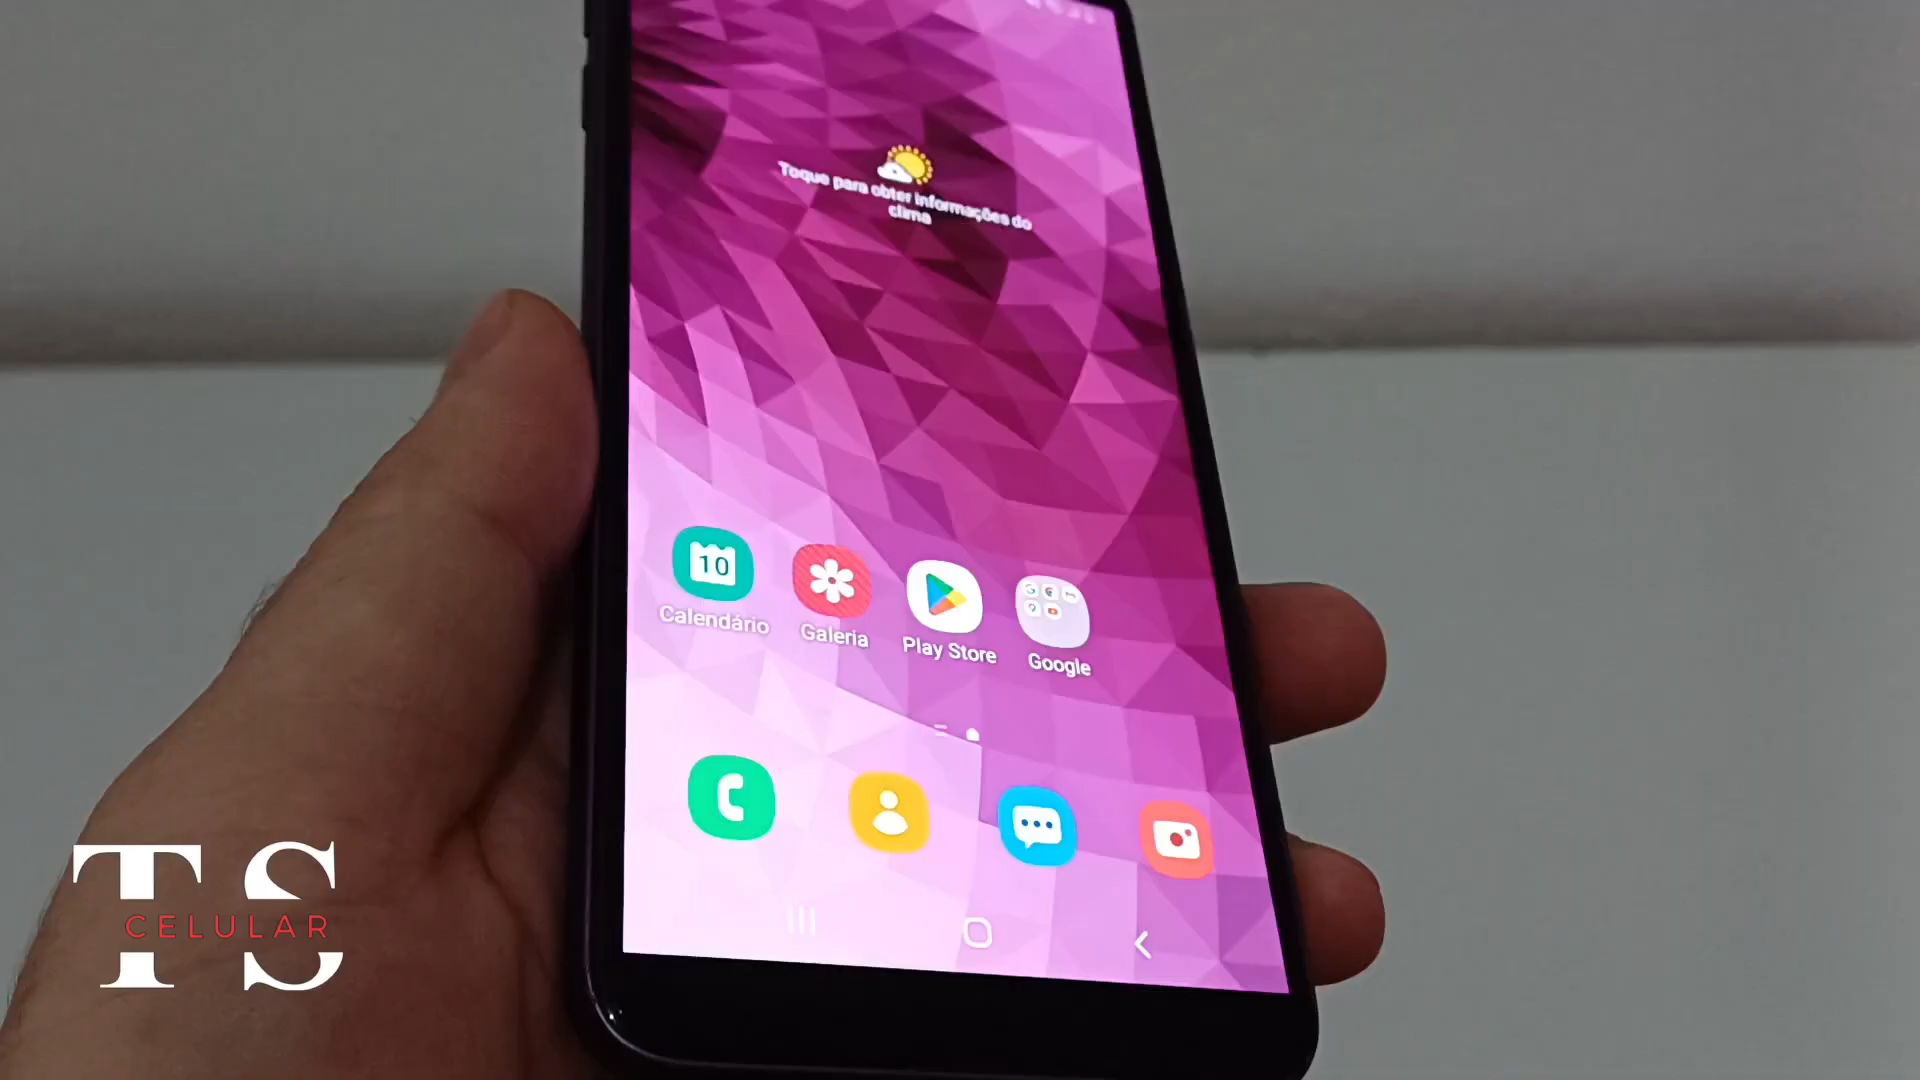 Toque para obter informações do
clima
10
Calendário
Galeria
Play Store
Google
TS
CELULAR